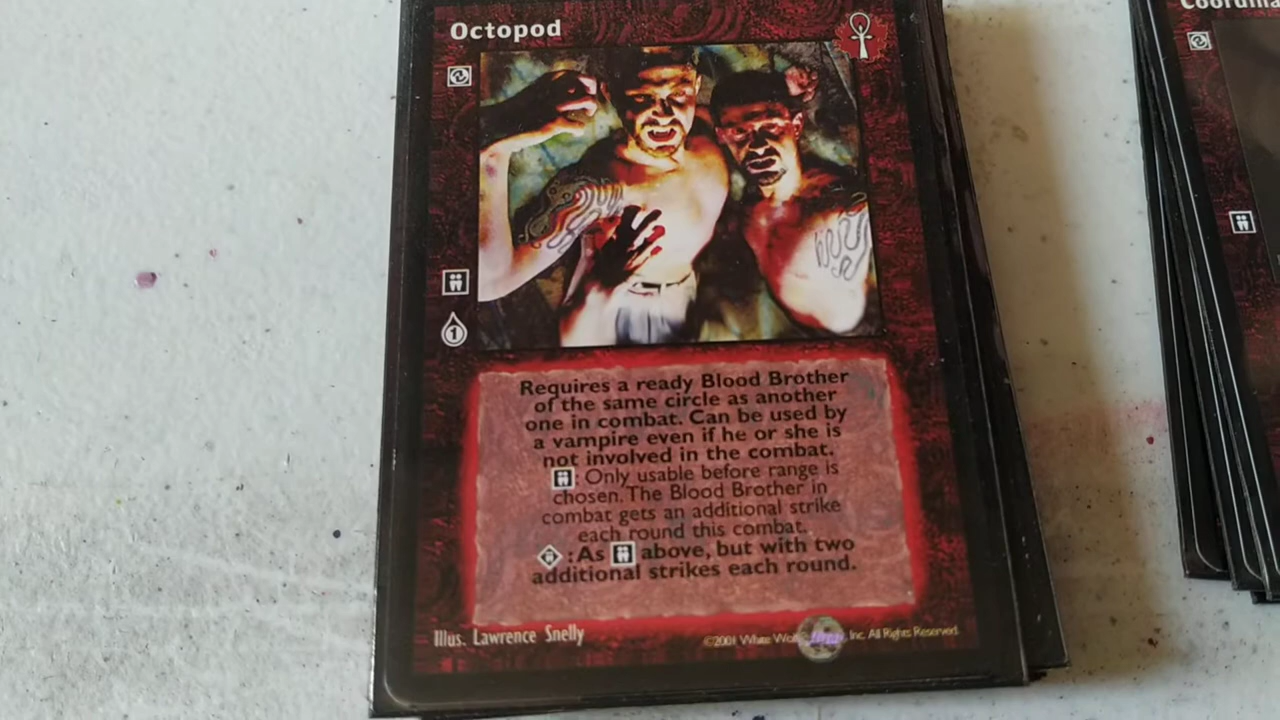 Octopod
1
Requires a ready Blood Brother
of the same circle as another
one in combat. Can be used by
a vampire even if he or she is
not involved in the combat.
: Only usable before range is
chosen. The Blood Brother in
combat gets an additional strike
each round this combat.
: As above, but with two
additional strikes each round.
Illus. Lawrence Snelly
©2001 White Wolf Inc. All Rights Reserved.
Coordina